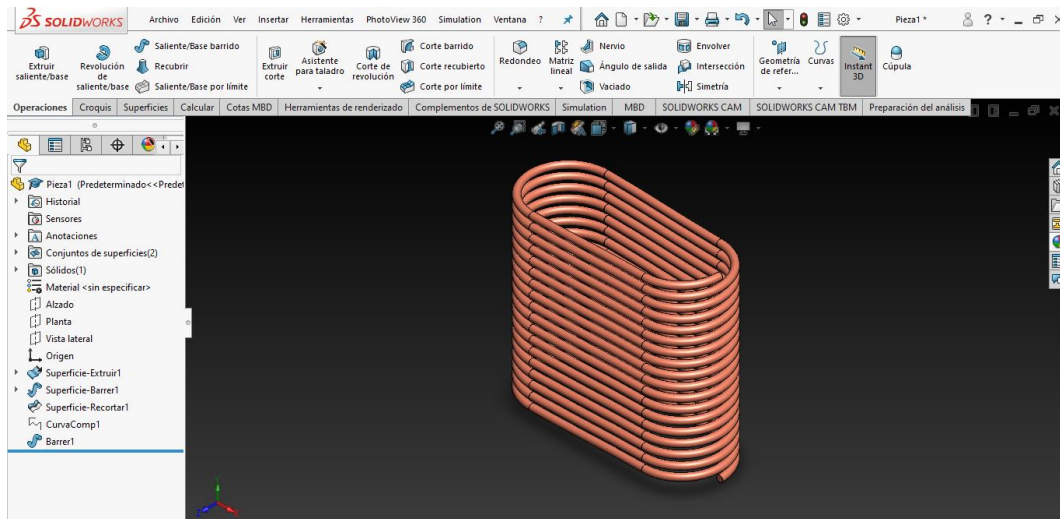 SOLIDWORKS Archivo Edición Ver Insertar Herramientas PhotoView 360 Simulation Ventana ? Pieza1 * ?
Extruir saliente/base
Revolución de saliente/base
Saliente/Base barrido
Recubrir
Saliente/Base por límite
Extruir corte
Asistente para taladro
Corte de revolución
Corte barrido
Corte recubierto
Corte por límite
Redondeo
Matriz lineal
Nervio
Ángulo de salida
Vaciado
Envolver
Intersección
Simetría
Geometría de refer...
Curvas
Instant 3D
Cúpula
Operaciones Croquis Superficies Calcular Cotas MBD Herramientas de renderizado Complementos de SOLIDWORKS Simulation MBD SOLIDWORKS CAM SOLIDWORKS CAM TBM Preparación del análisis
Pieza1 (Predeterminado<<Predet
Historial
Sensores
Anotaciones
Conjuntos de superficies(2)
Sólidos(1)
Material <sin especificar>
Alzado
Planta
Vista lateral
Origen
Superficie-Extruir1
Superficie-Barrer1
Superficie-Recortar1
CurvaComp1
Barrer1